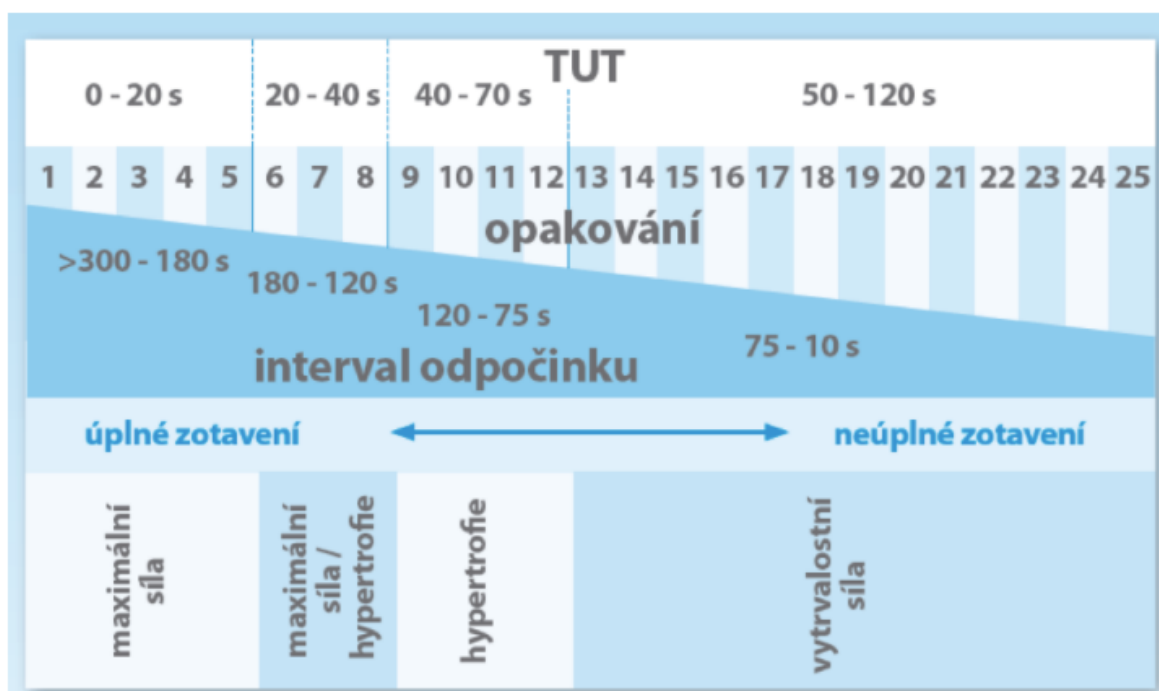 TUT
0 - 20 s 20 - 40 s 40 - 70 s 50 - 120 s
1 2 3 4 5 6 7 8 9 10 11 12 13 14 15 16 17 18 19 20 21 22 23 24 25
opakování
>300 - 180 s
180 - 120 s
120 - 75 s
75 - 10 s
interval odpočinku
úplné zotavení neúplné zotavení
maximální
síla
maximální
síla /
hypertrofie
hypertrofie
vytrvalostní
síla